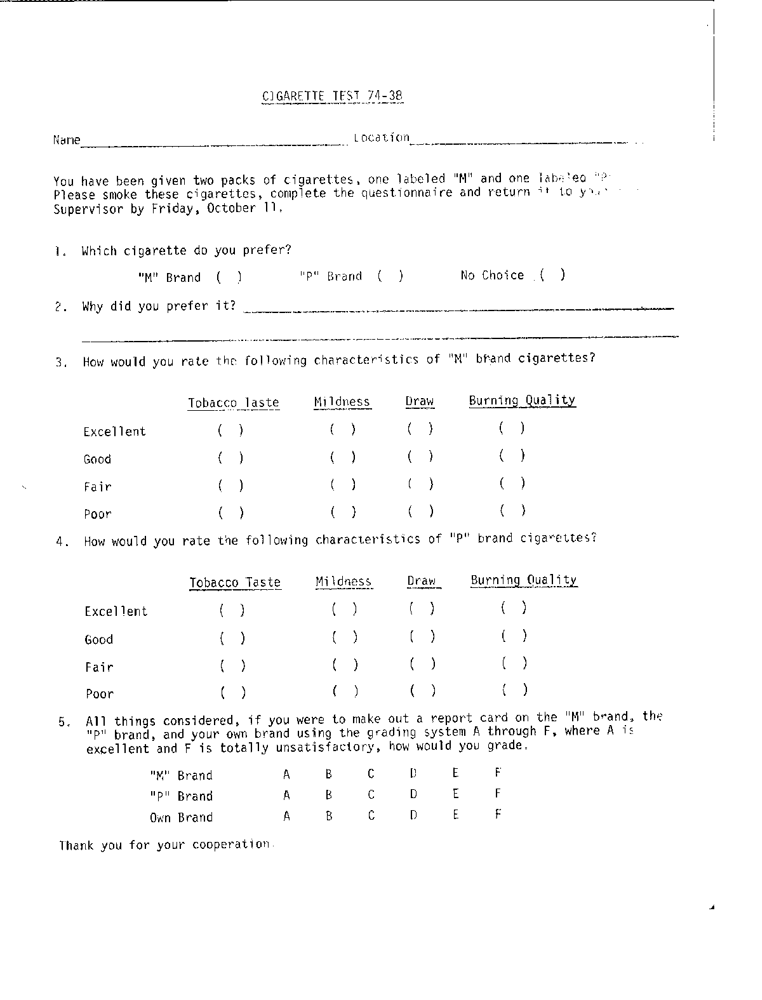 CIGARETTE TEST 74-38
Name Location
You have been given two packs of cigarettes, one labeled "M" and one labeled "P"
Please smoke these cigarettes, complete the questionnaire and return it to your
Supervisor by Friday, October 11.
1. Which cigarette do you prefer?
"M" Brand ( ) "P" Brand ( ) No Choice ( )
2. Why did you prefer it?
3. How would you rate the following characteristics of "M" brand cigarettes?
Tobacco Taste Mildness Draw Burning Quality
Excellent ( ) ( ) ( ) ( )
Good ( ) ( ) ( ) ( )
Fair ( ) ( ) ( ) ( )
Poor ( ) ( ) ( ) ( )
4. How would you rate the following characteristics of "P" brand cigarettes?
Tobacco Taste Mildness Draw Burning Quality
Excellent ( ) ( ) ( ) ( )
Good ( ) ( ) ( ) ( )
Fair ( ) ( ) ( ) ( )
Poor ( ) ( ) ( ) ( )
5. All things considered, if you were to make out a report card on the "M" brand, the
"P" brand, and your own brand using the grading system A through F, where A is
excellent and F is totally unsatisfactory, how would you grade.
"M" Brand A B C D E F
"P" Brand A B C D E F
Own Brand A B C D E F
Thank you for your cooperation.